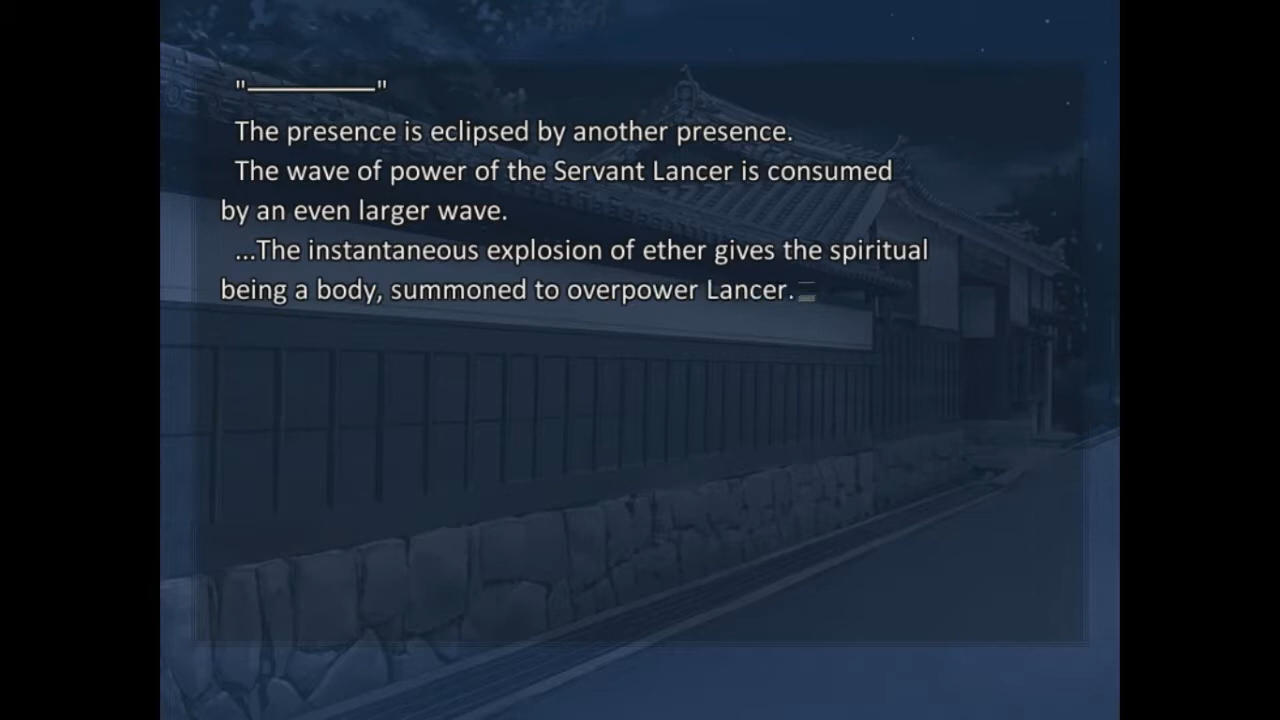 "―――――"
The presence is eclipsed by another presence.
The wave of power of the Servant Lancer is consumed
by an even larger wave.
...The instantaneous explosion of ether gives the spiritual
being a body, summoned to overpower Lancer.